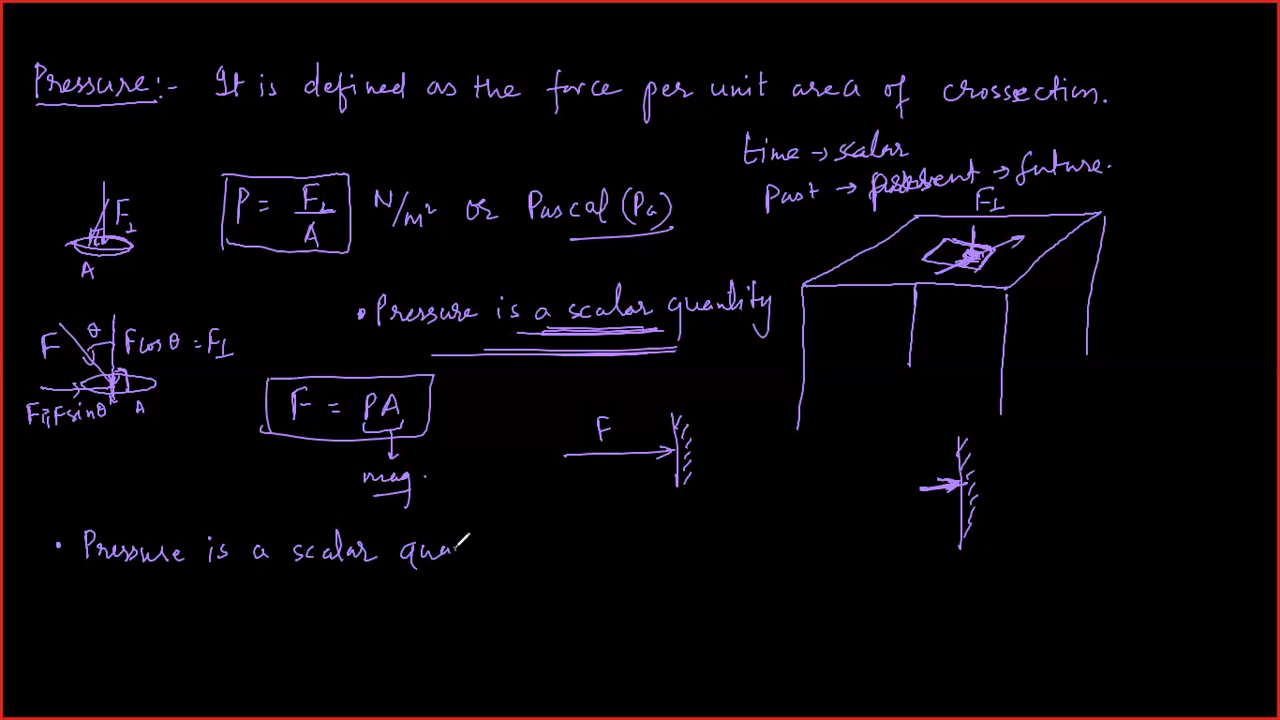 Pressure:- It is defined as the force per unit area of crossection.
time → scalar
Past → present → future.
F⊥
A
P = F⊥/A N/m² or Pascal (Pa)
F⊥
• Pressure is a scalar quantity
F θ F cos θ = F⊥
F sin θ
A
F = PA
mag.
F
• Pressure is a scalar qua